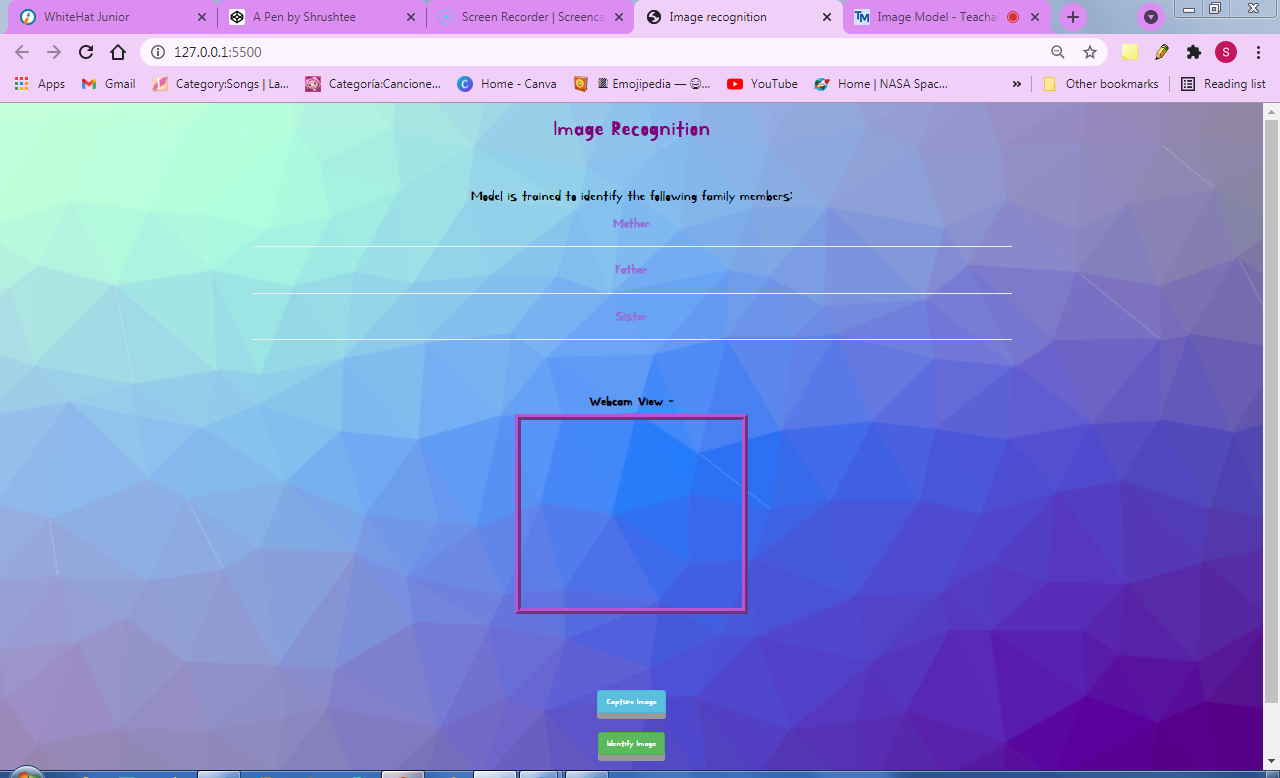 WhiteHat Junior
A Pen by Shrushtee
Screen Recorder | Screenca
Image recognition
Image Model - Teachal
127.0.0.1:5500
S
Apps
Gmail
Category:Songs | La...
Categoría:Cancione...
Home - Canva
Emojipedia — 😋...
YouTube
Home | NASA Spac...
»
Other bookmarks
Reading list
Image Recognition
Model is trained to identify the following family members:
Mother
Father
Sister
Webcam View -
Capture Image
Identify Image